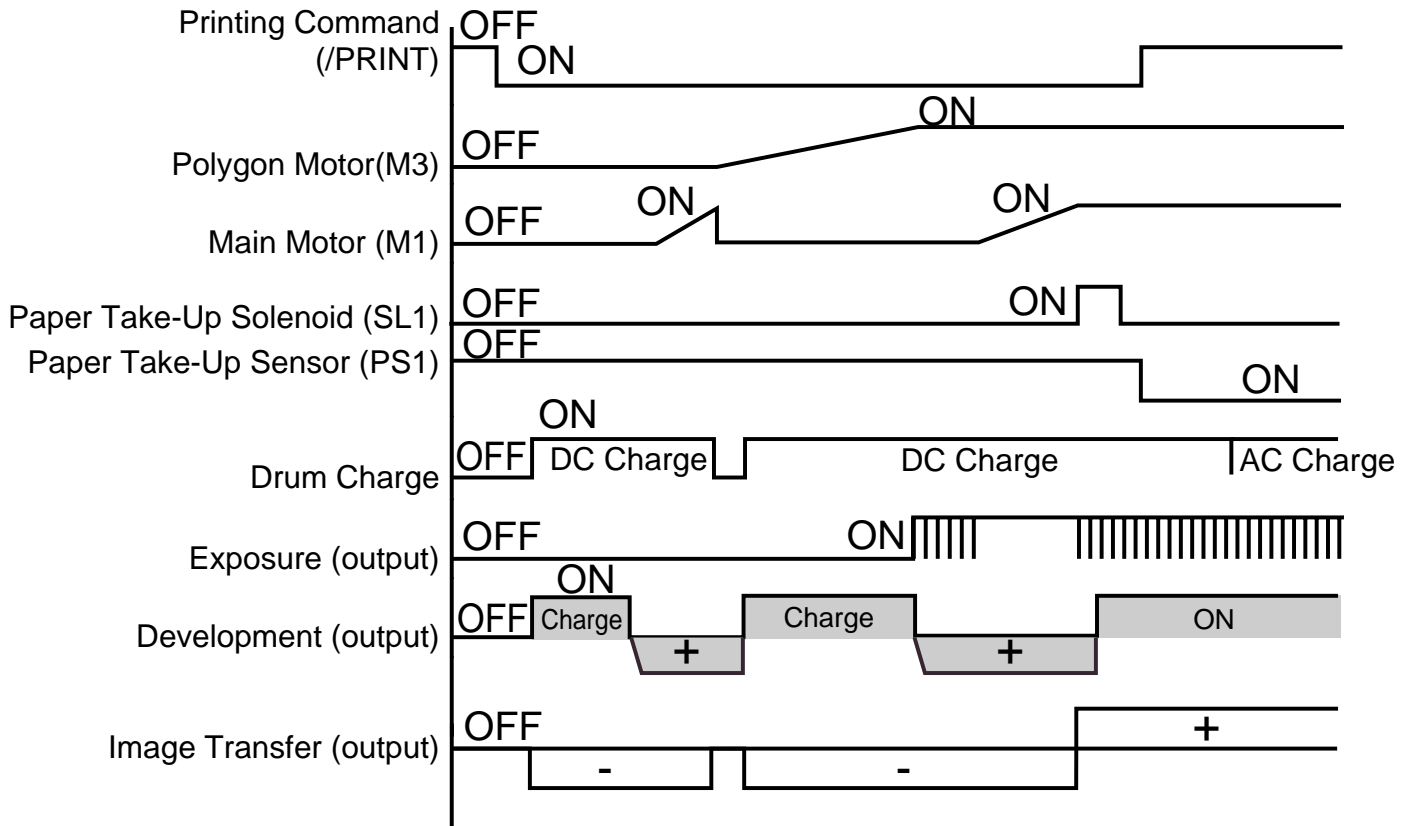 Printing Command
(/PRINT)
OFF
ON
Polygon Motor(M3)
OFF
ON
Main Motor (M1)
OFF
ON
ON
Paper Take-Up Solenoid (SL1)
OFF
ON
Paper Take-Up Sensor (PS1)
OFF
ON
Drum Charge
OFF
ON
DC Charge
DC Charge
AC Charge
Exposure (output)
OFF
ON
Development (output)
OFF
ON
Charge
+
Charge
+
ON
Image Transfer (output)
OFF
-
-
+